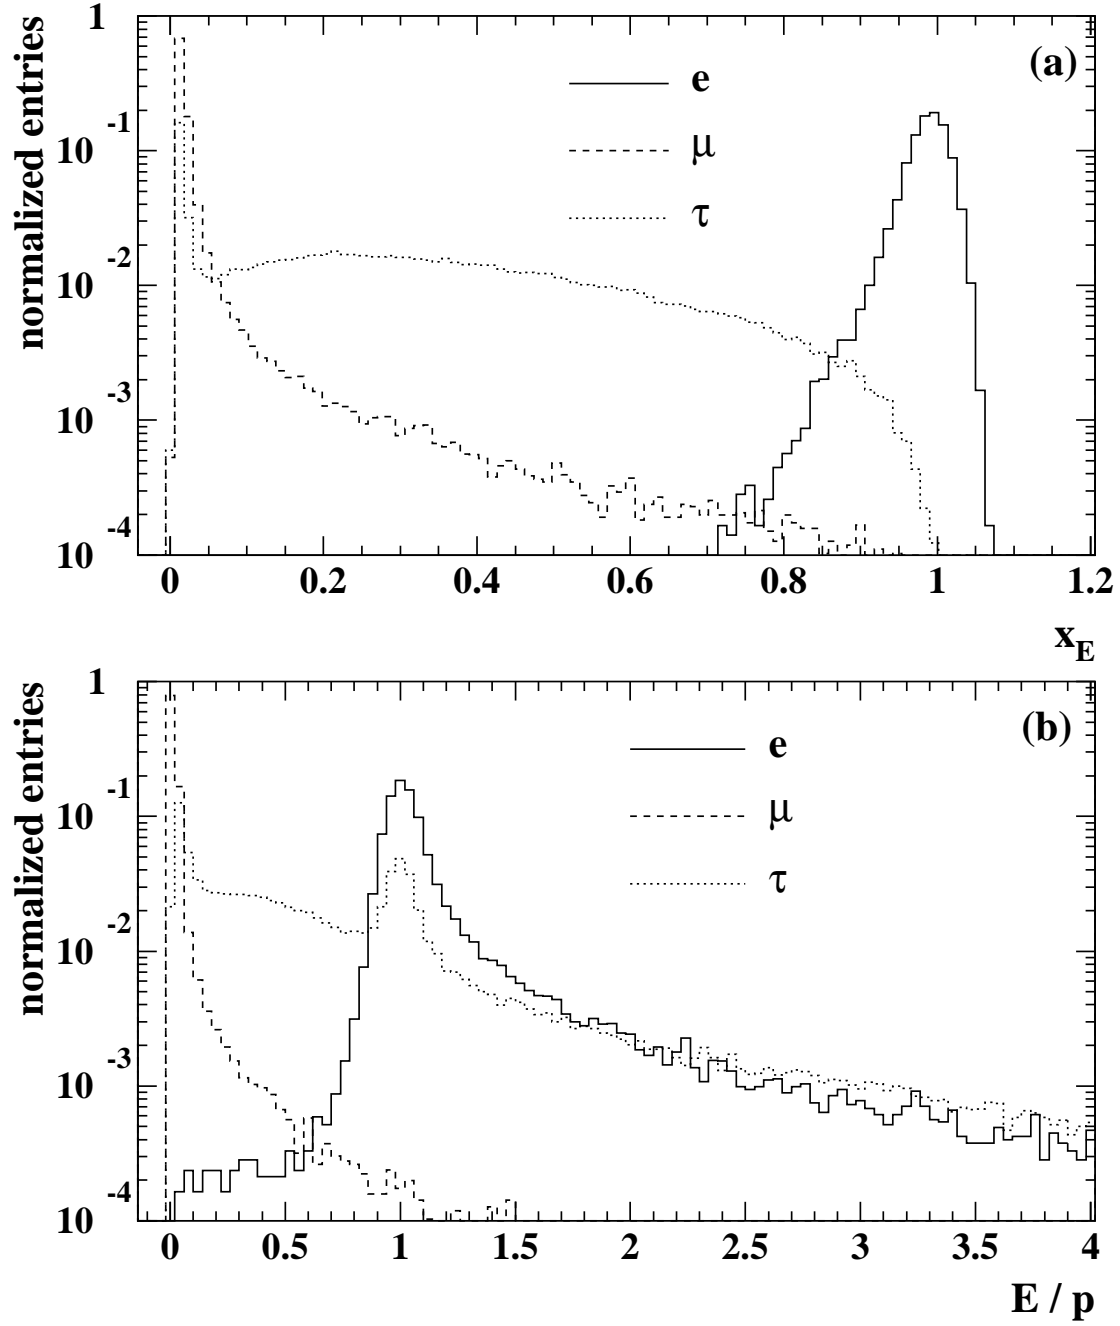 normalized entries
(a)
e
μ
τ
1
10 -1
10 -2
10 -3
10 -4
0 0.2 0.4 0.6 0.8 1 1.2
x_E
normalized entries
(b)
e
μ
τ
1
10 -1
10 -2
10 -3
10 -4
0 0.5 1 1.5 2 2.5 3 3.5 4
E / p